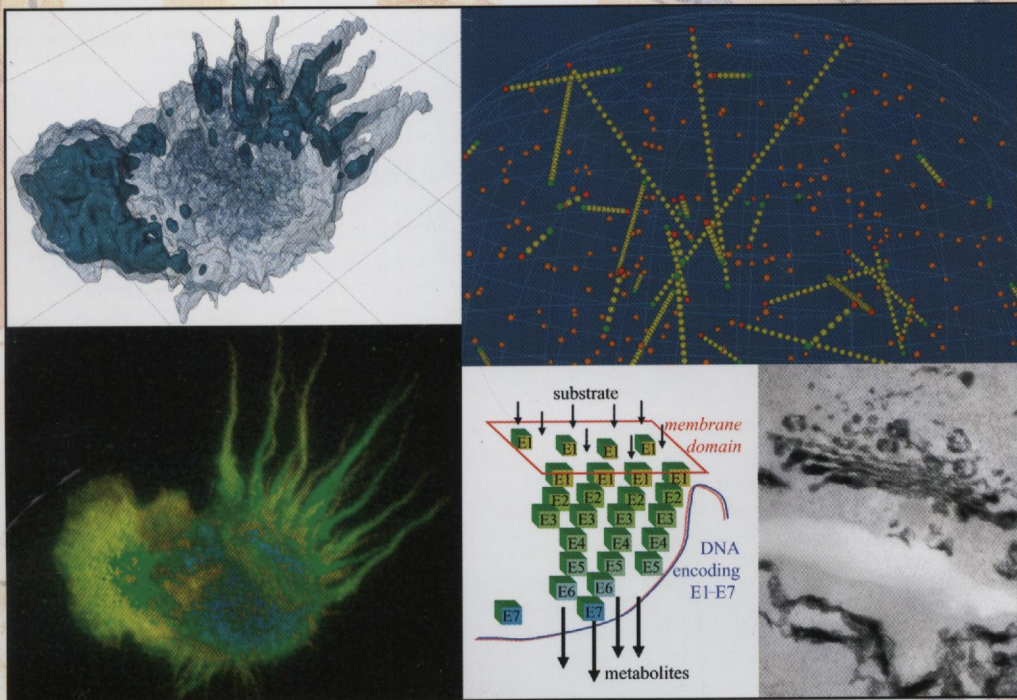 substrate
membrane
domain
E1 E1 E1 E1
E1 E1 E1 E1
E2 E2 E2 E2
E3 E3 E3 E3
E4 E4 E4
E5 E5 E5
E6 E6
E7 E7
DNA
encoding
E1-E7
metabolites